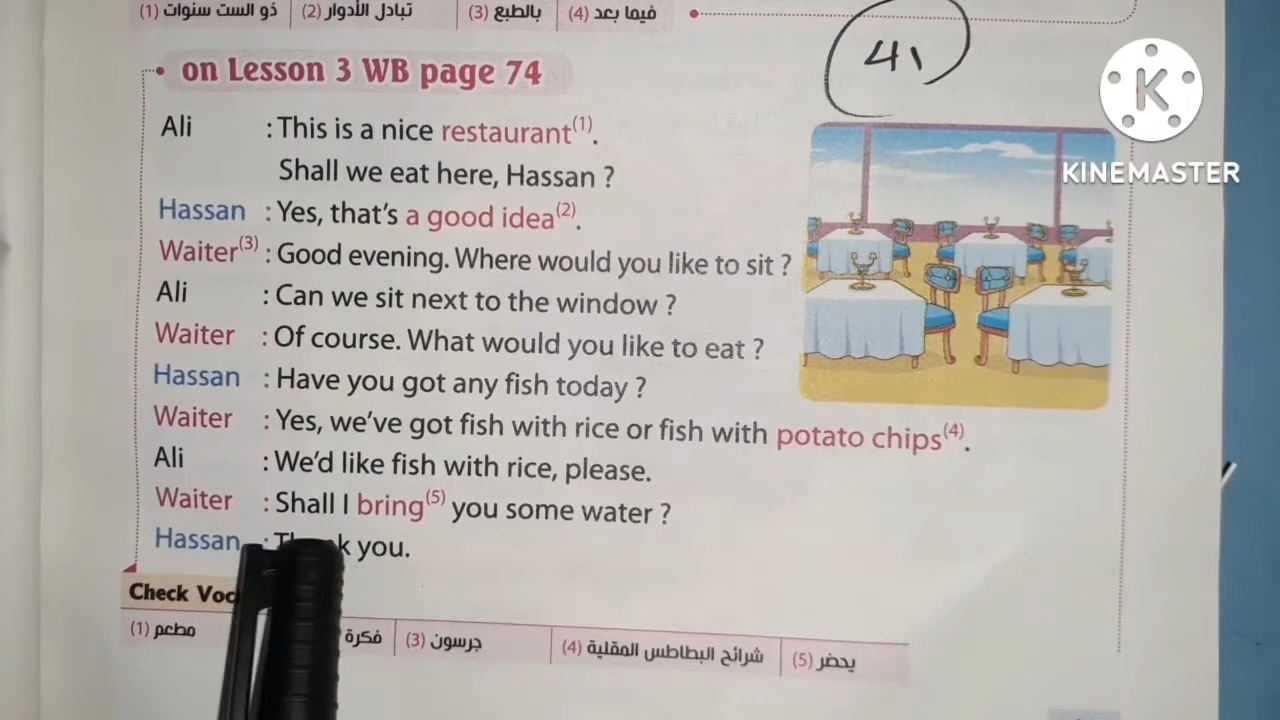 (1) ذو الست سنوات (2) تبادل الأدوار (3) بالطبع (4) فيما بعد
41
on Lesson 3 WB page 74
K
KINEMASTER
Ali : This is a nice restaurant(1).
Shall we eat here, Hassan ?
Hassan : Yes, that's a good idea(2).
Waiter(3) : Good evening. Where would you like to sit ?
Ali : Can we sit next to the window ?
Waiter : Of course. What would you like to eat ?
Hassan : Have you got any fish today ?
Waiter : Yes, we've got fish with rice or fish with potato chips(4).
Ali : We'd like fish with rice, please.
Waiter : Shall I bring(5) you some water ?
Hassan : you.
Check
(1) مطعم فكرة (3) جرسون (4) شرائح البطاطس المقلية (5) يحضر